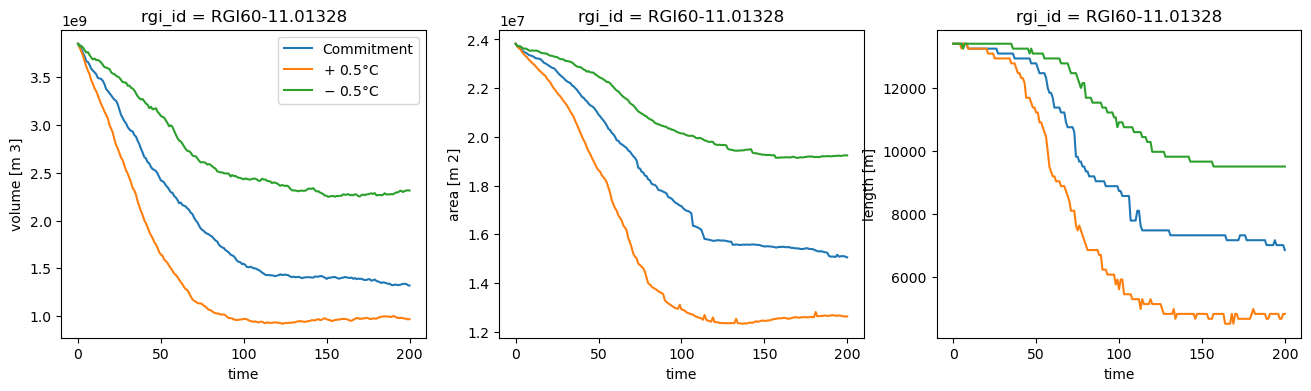 rgi_id = RGI60-11.01328
1e9
volume [m 3]
3.5
3.0
2.5
2.0
1.5
1.0
0
50
100
150
200
time
Commitment
+ 0.5°C
− 0.5°C
rgi_id = RGI60-11.01328
1e7
area [m 2]
2.4
2.2
2.0
1.8
1.6
1.4
1.2
0
50
100
150
200
time
rgi_id = RGI60-11.01328
length [m]
12000
10000
8000
6000
0
50
100
150
200
time